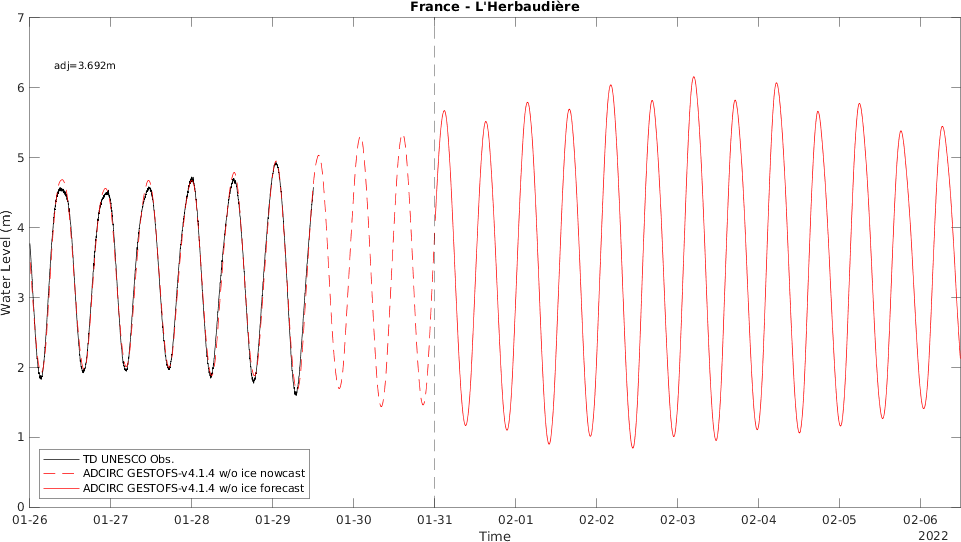 France - L'Herbaudière
7
adj=3.692m
6
5
4
3
2
1
0
Water Level (m)
TD UNESCO Obs.
ADCIRC GESTOFS-v4.1.4 w/o ice nowcast
ADCIRC GESTOFS-v4.1.4 w/o ice forecast
01-26 01-27 01-28 01-29 01-30 01-31 02-01 02-02 02-03 02-04 02-05 02-06
Time
2022